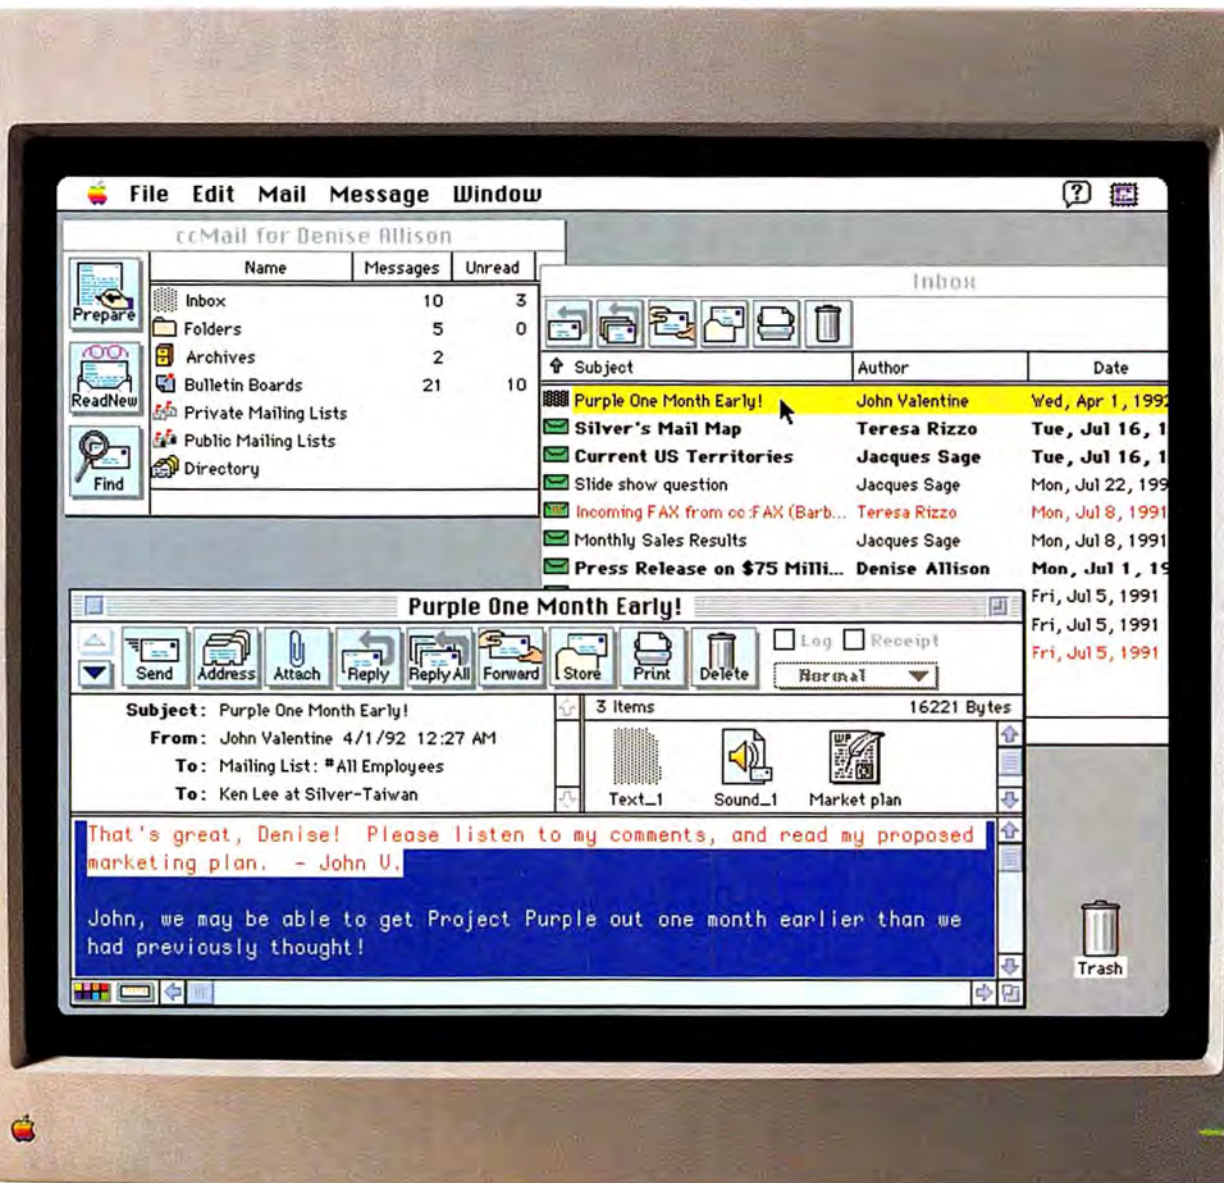 File Edit Mail Message Window
ccMail for Denise Allison
Name Messages Unread
Prepare
ReadNew
Find
Inbox 10 3
Folders 5 0
Archives 2
Bulletin Boards 21 10
Private Mailing Lists
Public Mailing Lists
Directory
Inbox
Subject Author Date
Purple One Month Early! John Valentine Wed, Apr 1, 1992
Silver's Mail Map Teresa Rizzo Tue, Jul 16, 1
Current US Territories Jacques Sage Tue, Jul 16, 1
Slide show question Jacques Sage Mon, Jul 22, 199
Incoming FAX from cc:FAX (Barb... Teresa Rizzo Mon, Jul 8, 1991
Monthly Sales Results Jacques Sage Mon, Jul 8, 1991
Press Release on $75 Milli... Denise Allison Mon, Jul 1, 19
Fri, Jul 5, 1991
Fri, Jul 5, 1991
Fri, Jul 5, 1991
Purple One Month Early!
Send Address Attach Reply Reply All Forward Store Print Delete
Log Receipt
Normal
Subject: Purple One Month Early!
From: John Valentine 4/1/92 12:27 AM
To: Mailing List: #All Employees
To: Ken Lee at Silver-Taiwan
3 Items 16221 Bytes
Text_1 Sound_1 Market plan
That's great, Denise! Please listen to my comments, and read my proposed
marketing plan. - John V.
John, we may be able to get Project Purple out one month earlier than we
had previously thought!
Trash